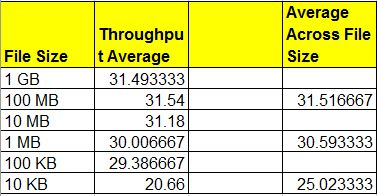 File Size Throughpu Average
t Average Across File
Size
1 GB 31.493333
100 MB 31.54 31.516667
10 MB 31.18
1 MB 30.006667 30.593333
100 KB 29.386667
10 KB 20.66 25.023333